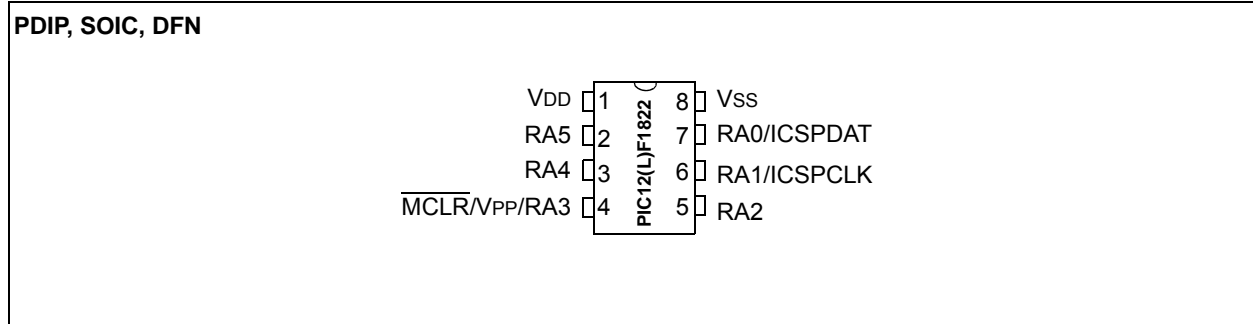 PDIP, SOIC, DFN
VDD 1 8 VSS
RA5 2 7 RA0/ICSPDAT
RA4 3 6 RA1/ICSPCLK
MCLR/VPP/RA3 4 5 RA2
PIC12(L)F1822